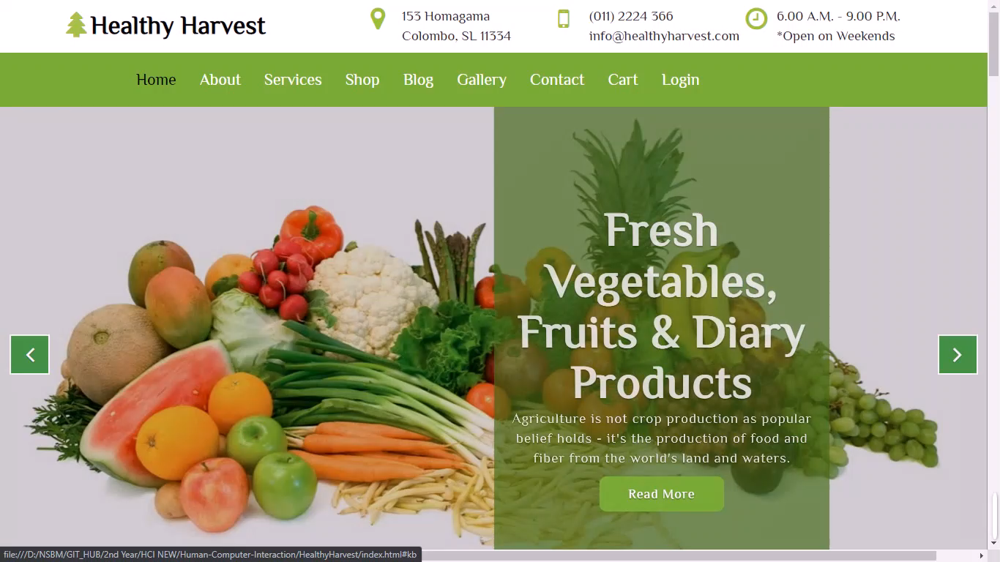 Healthy Harvest
153 Homagama
Colombo, SL 11334
(011) 2224 366
info@healthyharvest.com
6.00 A.M. - 9.00 P.M.
*Open on Weekends
Home About Services Shop Blog Gallery Contact Cart Login
Fresh
Vegetables,
Fruits & Diary
Products
Agriculture is not crop production as popular
belief holds - it's the production of food and
fiber from the world's land and waters.
Read More
file:///D:/NSBM/GIT_HUB/2nd Year/HCI NEW/Human-Computer-Interaction/HealthyHarvest/index.html#kb